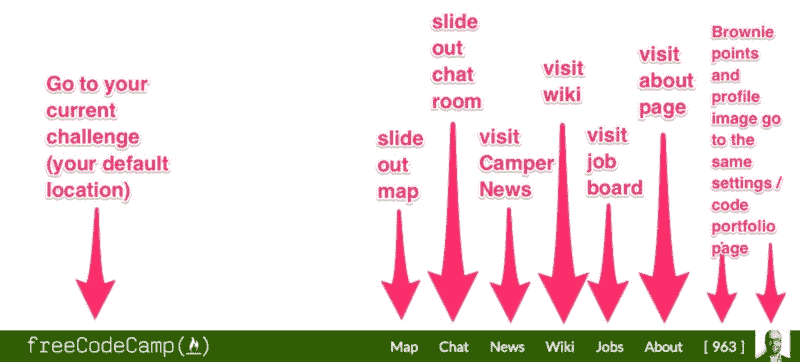 Go to your
current
challenge
(your default
location)
slide
out
map
slide
out
chat
room
visit
Camper
News
visit
wiki
visit
job
board
visit
about
page
Brownie
points
and
profile
image go
to the
same
settings /
code
portfolio
page
freeCodeCamp(🔥) Map Chat News Wiki Jobs About [ 963 ]